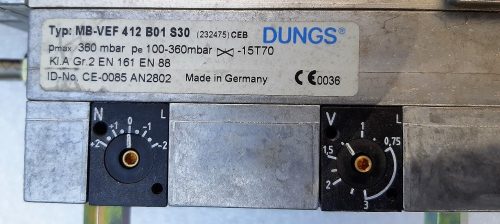 Typ: MB-VEF 412 B01 S30 (232475) CEB
DUNGS®
pmax. 360 mbar pe 100-360mbar -15T70
Kl.A Gr.2 EN 161 EN 88
ID-No. CE-0085 AN2802 Made in Germany CE0036
N L
0
+1 -1
+2 -2
V L
1
1,5 0,75
2
3